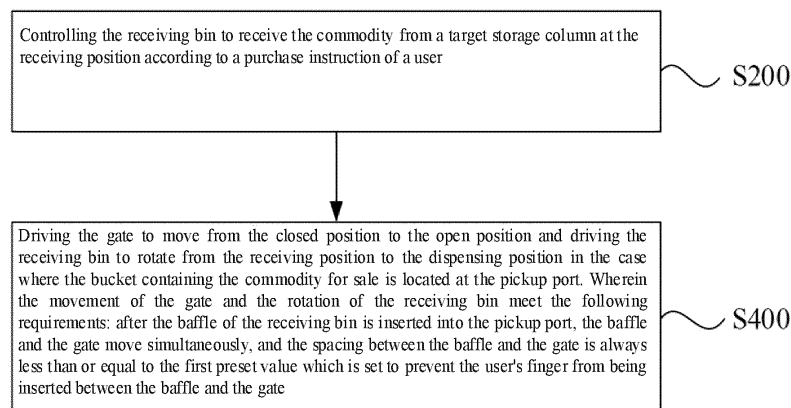 Controlling the receiving bin to receive the commodity from a target storage column at the
receiving position according to a purchase instruction of a user
S200
Driving the gate to move from the closed position to the open position and driving the
receiving bin to rotate from the receiving position to the dispensing position in the case
where the bucket containing the commodity for sale is located at the pickup port. Wherein
the movement of the gate and the rotation of the receiving bin meet the following
requirements: after the baffle of the receiving bin is inserted into the pickup port, the baffle
and the gate move simultaneously, and the spacing between the baffle and the gate is always
less than or equal to the first preset value which is set to prevent the user's finger from being
inserted between the baffle and the gate
S400